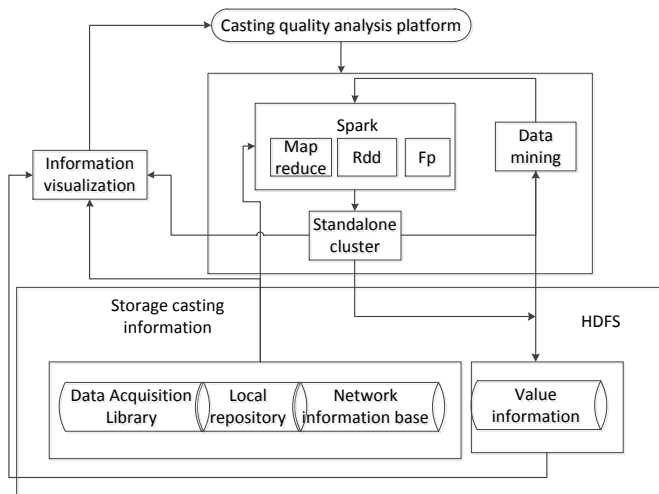 Casting quality analysis platform
Spark
Map
reduce
Rdd
Fp
Data
mining
Information
visualization
Standalone
cluster
Storage casting
information
HDFS
Data Acquisition
Library
Local
repository
Network
information base
Value
information